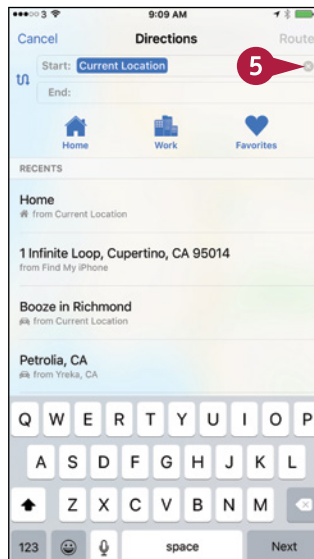 3 9:09 AM
Cancel Directions Route
Start: Current Location
5
End:
Home Work Favorites
RECENTS
Home
from Current Location
1 Infinite Loop, Cupertino, CA 95014
from Find My iPhone
Booze in Richmond
from Current Location
Petrolia, CA
from Yreka, CA
Q W E R T Y U I O P
A S D F G H J K L
Z X C V B N M
123 space Next